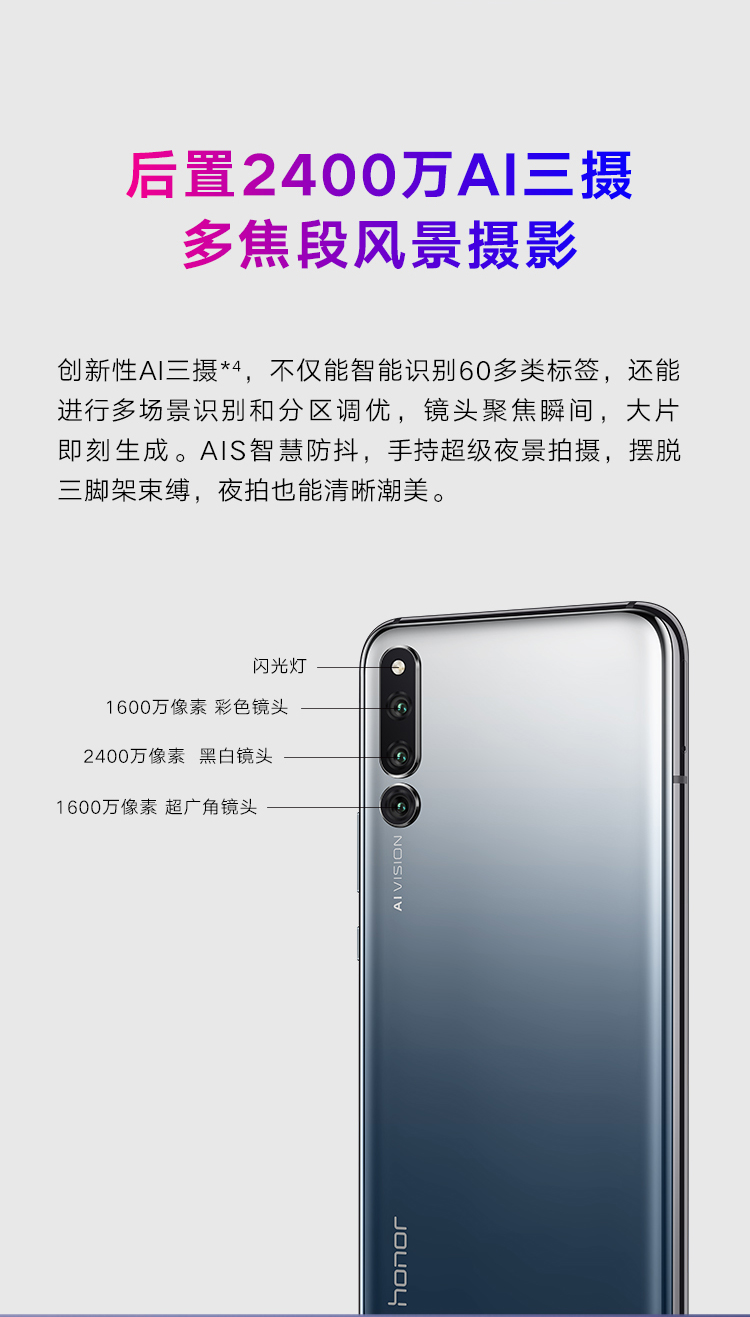 后置2400万AI三摄
多焦段风景摄影
创新性AI三摄*4，不仅能智能识别60多类标签，还能
进行多场景识别和分区调优，镜头聚焦瞬间，大片
即刻生成。AIS智慧防抖，手持超级夜景拍摄，摆脱
三脚架束缚，夜拍也能清晰潮美。
闪光灯
1600万像素 彩色镜头
2400万像素 黑白镜头
1600万像素 超广角镜头
AI VISION
honor